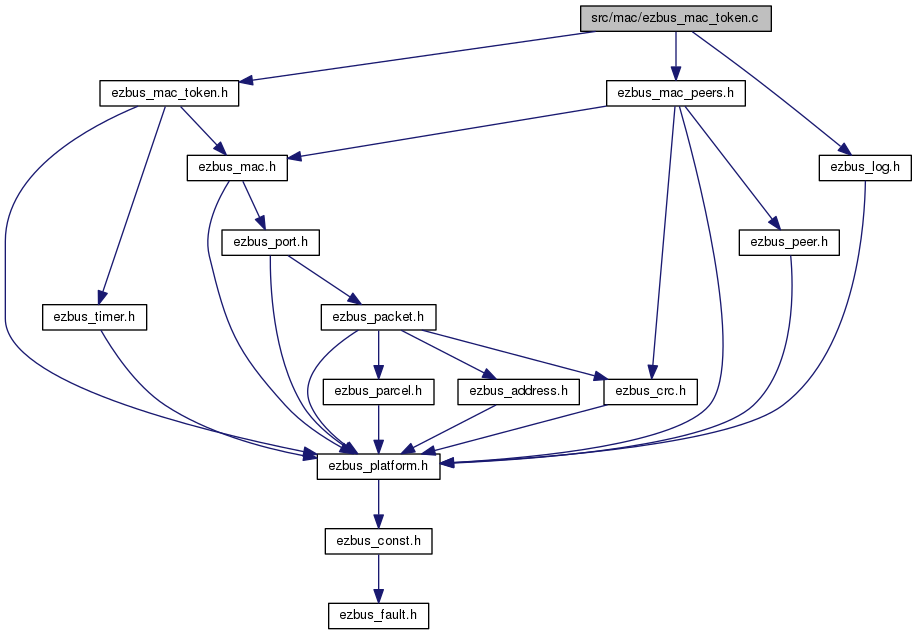 src/mac/ezbus_mac_token.c
ezbus_mac_token.h
ezbus_mac_peers.h
ezbus_mac.h
ezbus_log.h
ezbus_port.h
ezbus_peer.h
ezbus_timer.h
ezbus_packet.h
ezbus_parcel.h
ezbus_address.h
ezbus_crc.h
ezbus_platform.h
ezbus_const.h
ezbus_fault.h